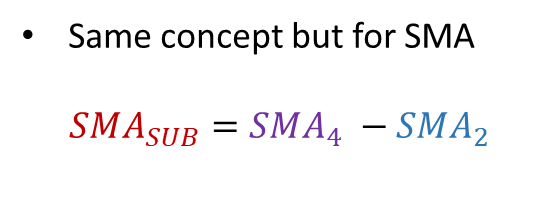 • Same concept but for SMA
SMA_SUB = SMA_4 − SMA_2